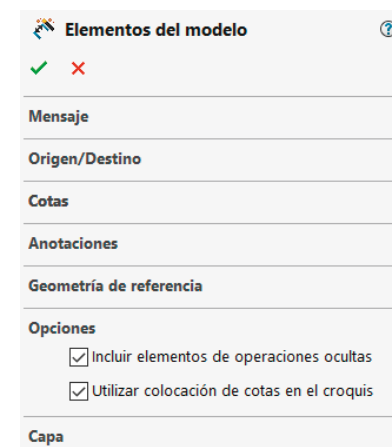 Elementos del modelo
Mensaje
Origen/Destino
Cotas
Anotaciones
Geometría de referencia
Opciones
Incluir elementos de operaciones ocultas
Utilizar colocación de cotas en el croquis
Capa